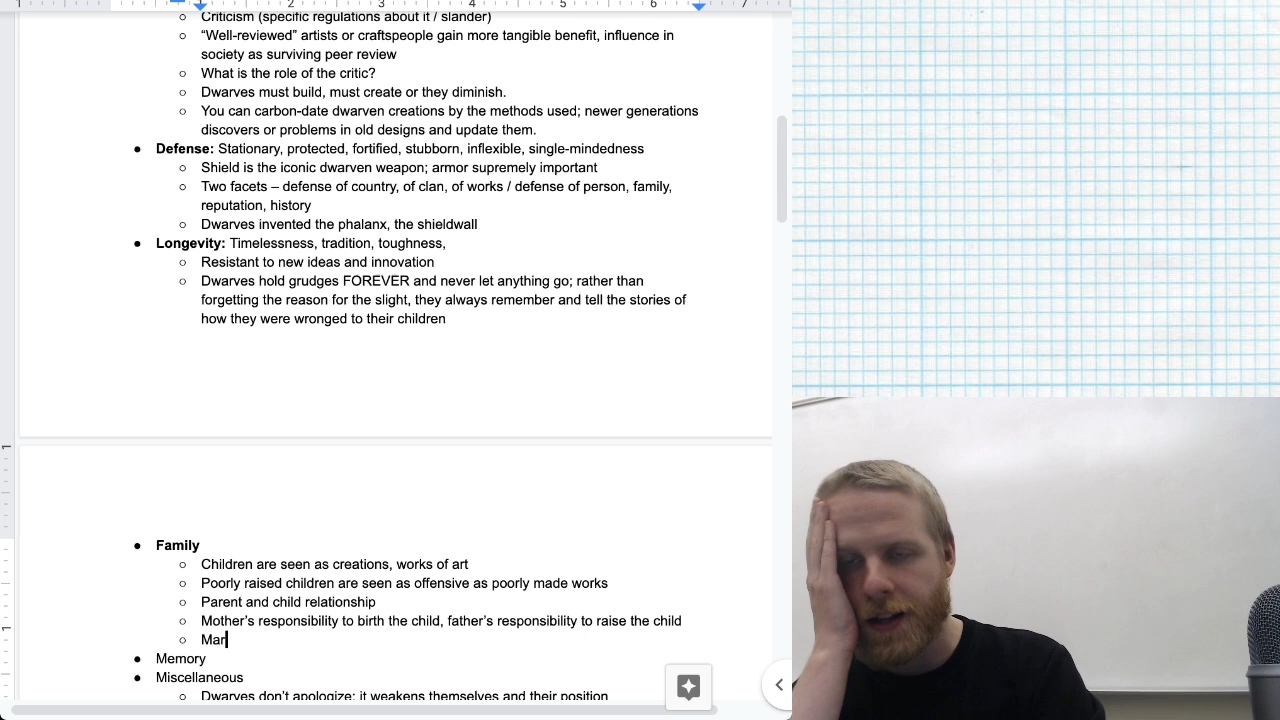 1 2 3 4 5 6 7
○ Criticism (specific regulations about it / slander)
○ “Well-reviewed” artists or craftspeople gain more tangible benefit, influence in
society as surviving peer review
○ What is the role of the critic?
○ Dwarves must build, must create or they diminish.
○ You can carbon-date dwarven creations by the methods used; newer generations
discovers or problems in old designs and update them.
● Defense: Stationary, protected, fortified, stubborn, inflexible, single-mindedness
○ Shield is the iconic dwarven weapon; armor supremely important
○ Two facets – defense of country, of clan, of works / defense of person, family,
reputation, history
○ Dwarves invented the phalanx, the shieldwall
● Longevity: Timelessness, tradition, toughness,
○ Resistant to new ideas and innovation
○ Dwarves hold grudges FOREVER and never let anything go; rather than
forgetting the reason for the slight, they always remember and tell the stories of
how they were wronged to their children
1
● Family
○ Children are seen as creations, works of art
○ Poorly raised children are seen as offensive as poorly made works
○ Parent and child relationship
○ Mother’s responsibility to birth the child, father’s responsibility to raise the child
1
○ Mar
● Memory
● Miscellaneous
○ Dwarves don’t apologize; it weakens themselves and their position